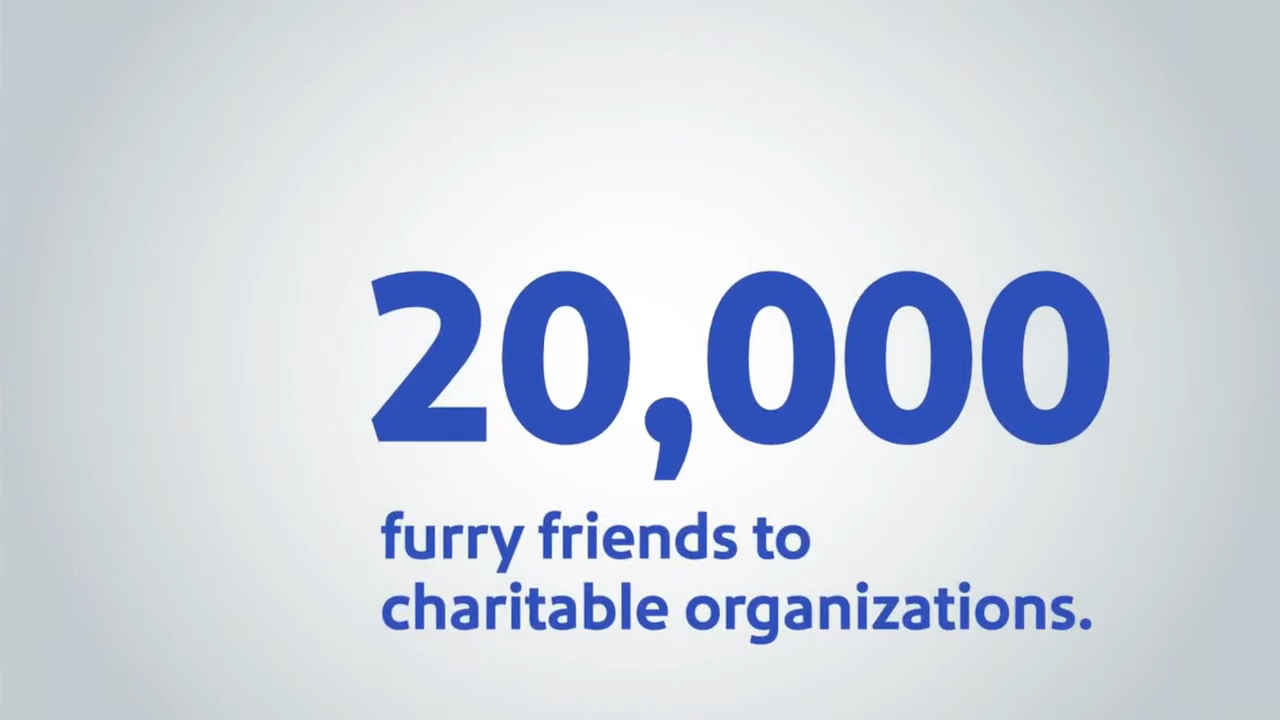 20,000
furry friends to
charitable organizations.